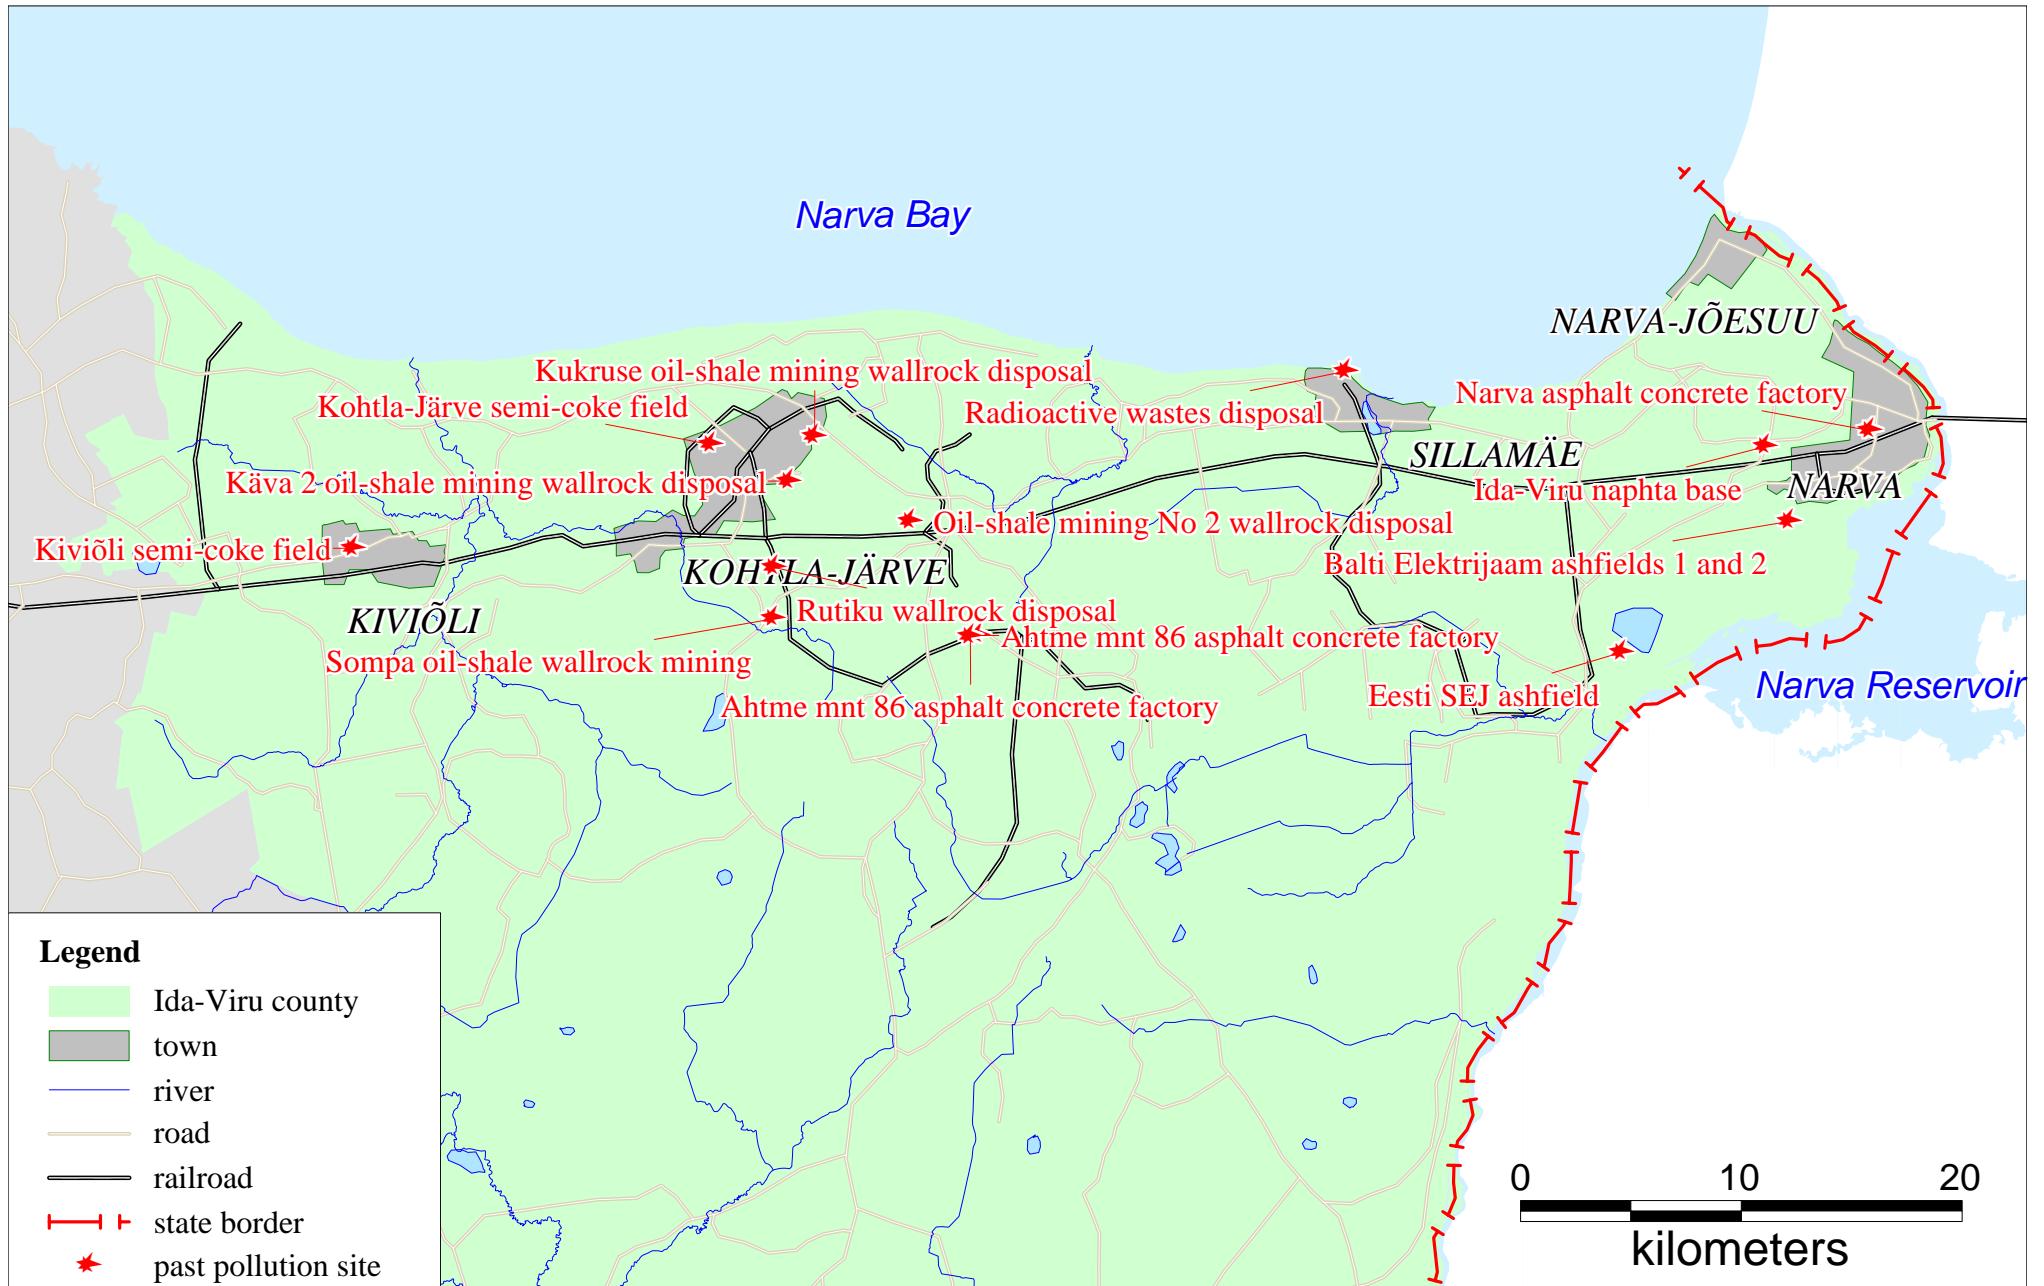 Narva Bay
NARVA-JÕESUU
Kukruse oil-shale mining wallrock disposal
Kohtla-Järve semi-coke field
Radioactive wastes disposal
Narva asphalt concrete factory
SILLAMÄE
Käva 2 oil-shale mining wallrock disposal
Ida-Viru naphta base
NARVA
Oil-shale mining No 2 wallrock disposal
Kiviõli semi-coke field
Balti Elektrijaam ashfields 1 and 2
KOHTLA-JÄRVE
Rutiku wallrock disposal
KIVIÕLI
Ahtme mnt 86 asphalt concrete factory
Sompa oil-shale wallrock mining
Eesti SEJ ashfield
Narva Reservoir
Ahtme mnt 86 asphalt concrete factory
Legend
Ida-Viru county
town
river
road
railroad
state border
past pollution site
0 10 20
kilometers